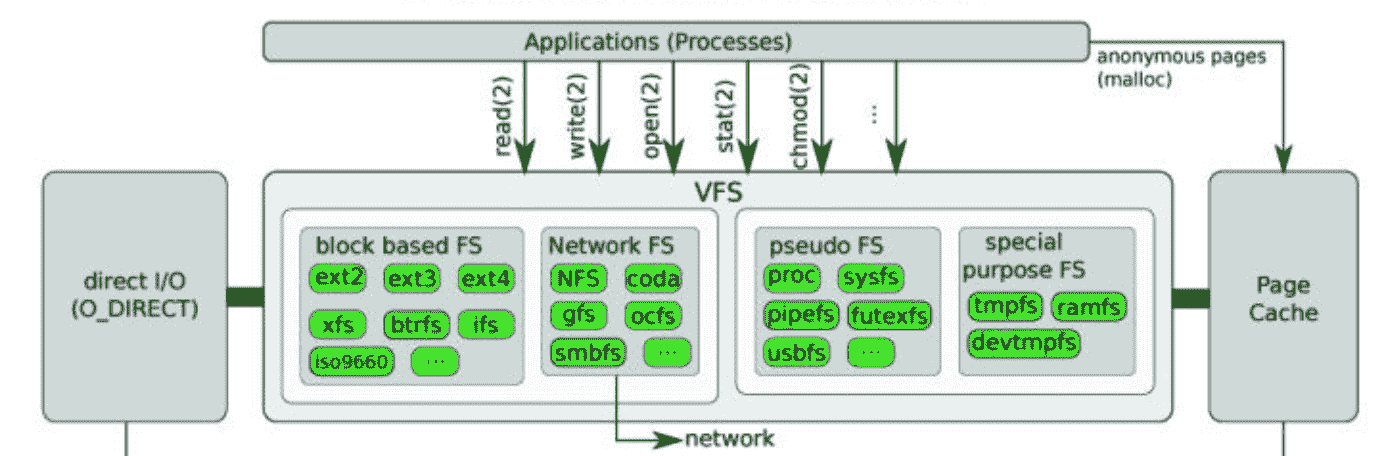 Applications (Processes)
anonymous pages
(malloc)
read(2)
write(2)
open(2)
stat(2)
chmod(2)
...
VFS
direct I/O
(O_DIRECT)
block based FS
ext2 ext3 ext4
xfs btrfs ifs
iso9660 ...
Network FS
NFS coda
gfs ocfs
smbfs ...
pseudo FS
proc sysfs
pipefs futexfs
usbfs ...
special
purpose FS
tmpfs ramfs
devtmpfs
Page
Cache
network